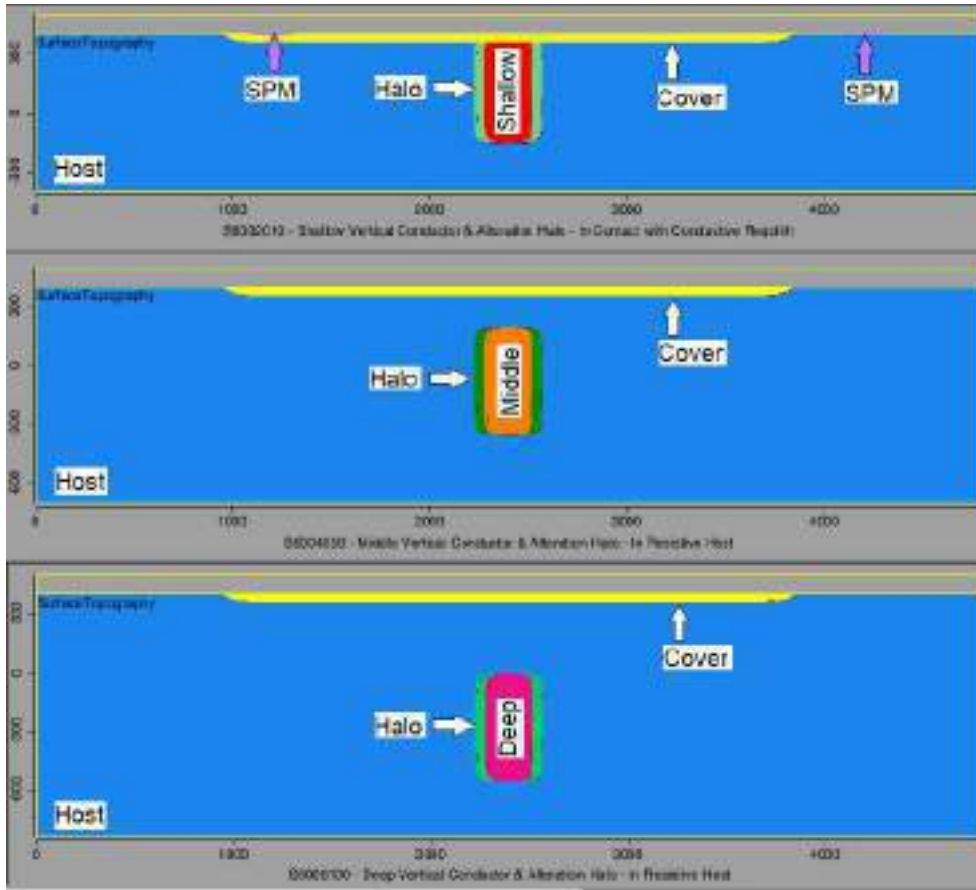 SurfaceTopography
SPM
Halo
Shallow
Cover
SPM
Host
0
0
1000
2000
3000
4000
Shallow Vertical Conductor & Alteration Halo - In Contact with Conductive Regolith
SurfaceTopography
Cover
Halo
Middle
0
Host
0
1000
2000
3000
4000
Middle Vertical Conductor & Alteration Halo - In Resistive Host
SurfaceTopography
Cover
0
Halo
Deep
Host
0
1000
2000
3000
4000
Deep Vertical Conductor & Alteration Halo - In Resistive Host